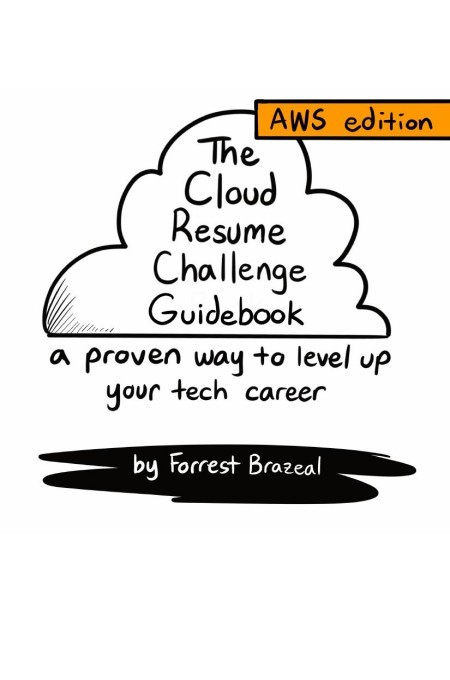 AWS edition
The
Cloud
Resume
Challenge
Guidebook
a proven way to level up
your tech career
by Forrest Brazeal